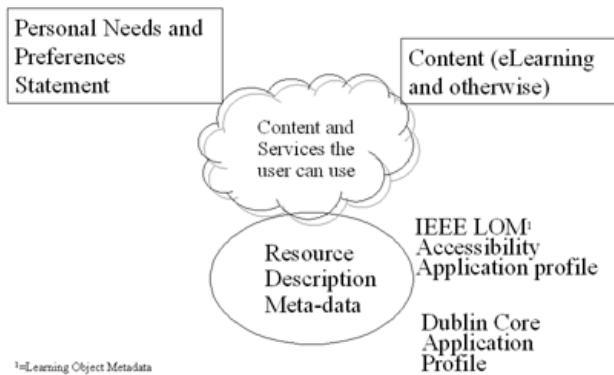 Personal Needs and
Preferences
Statement
Content (eLearning
and otherwise)
Content and
Services the
user can use
Resource
Description
Meta-data
IEEE LOM¹
Accessibility
Application profile
Dublin Core
Application
Profile
¹=Learning Object Metadata